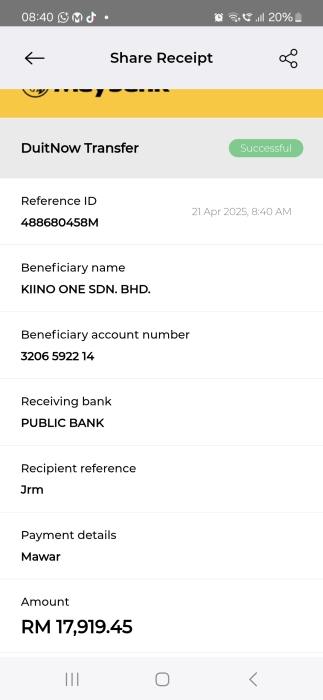 08:40
20%
Share Receipt
Maybank
DuitNow Transfer
Successful
Reference ID
21 Apr 2025, 8:40 AM
488680458M
Beneficiary name
KIINO ONE SDN. BHD.
Beneficiary account number
3206 5922 14
Receiving bank
PUBLIC BANK
Recipient reference
Jrm
Payment details
Mawar
Amount
RM 17,919.45